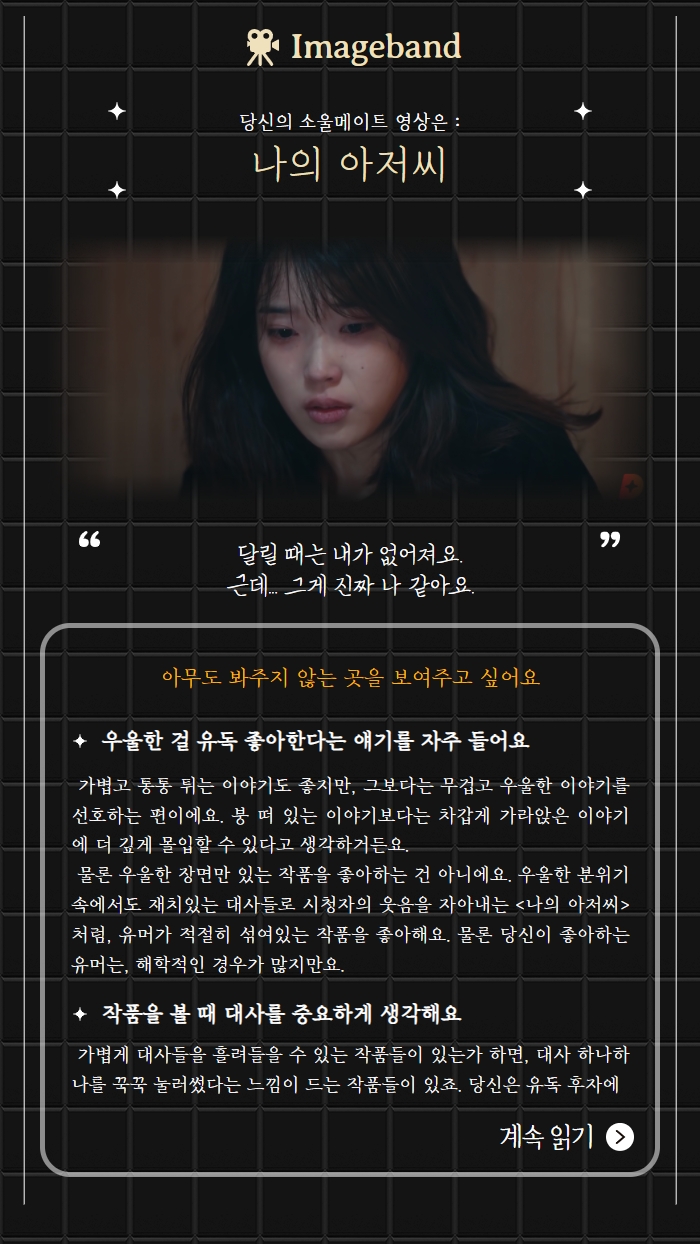 Imageband
당신의 소울메이트 영상은 :
나의 아저씨
“ 달릴 때는 내가 없어져요. ”
근데... 그게 진짜 나 같아요.
아무도 봐주지 않는 곳을 보여주고 싶어요
✦ 우울한 걸 유독 좋아한다는 얘기를 자주 들어요
가볍고 통통 튀는 이야기도 좋지만, 그보다는 무겁고 우울한 이야기를
선호하는 편이에요. 붕 떠 있는 이야기보다는 차갑게 가라앉은 이야기
에 더 깊게 몰입할 수 있다고 생각하거든요.
물론 우울한 장면만 있는 작품을 좋아하는 건 아니에요. 우울한 분위기
속에서도 재치있는 대사들로 시청자의 웃음을 자아내는 <나의 아저씨>
처럼, 유머가 적절히 섞여있는 작품을 좋아해요. 물론 당신이 좋아하는
유머는, 해학적인 경우가 많지만요.
✦ 작품을 볼 때 대사를 중요하게 생각해요
가볍게 대사들을 흘려들을 수 있는 작품들이 있는가 하면, 대사 하나하
나를 꾹꾹 눌러썼다는 느낌이 드는 작품들이 있죠. 당신은 유독 후자에
계속 읽기